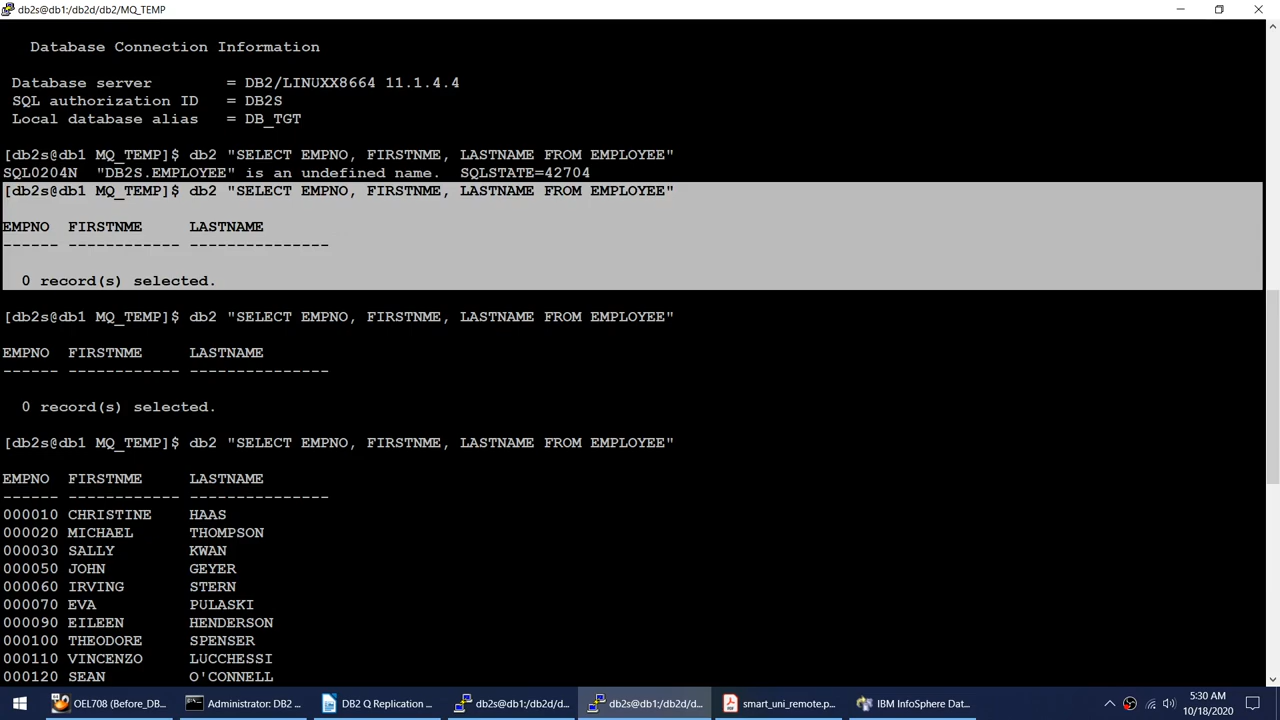 db2s@db1:/db2d/db2/MQ_TEMP
Database Connection Information
Database server = DB2/LINUXX8664 11.1.4.4
SQL authorization ID = DB2S
Local database alias = DB_TGT
[db2s@db1 MQ_TEMP]$ db2 "SELECT EMPNO, FIRSTNME, LASTNAME FROM EMPLOYEE"
SQL0204N "DB2S.EMPLOYEE" is an undefined name. SQLSTATE=42704
[db2s@db1 MQ_TEMP]$ db2 "SELECT EMPNO, FIRSTNME, LASTNAME FROM EMPLOYEE"
EMPNO FIRSTNME LASTNAME
------ ------------ ---------------
0 record(s) selected.
[db2s@db1 MQ_TEMP]$ db2 "SELECT EMPNO, FIRSTNME, LASTNAME FROM EMPLOYEE"
EMPNO FIRSTNME LASTNAME
------ ------------ ---------------
0 record(s) selected.
[db2s@db1 MQ_TEMP]$ db2 "SELECT EMPNO, FIRSTNME, LASTNAME FROM EMPLOYEE"
EMPNO FIRSTNME LASTNAME
------ ------------ ---------------
000010 CHRISTINE HAAS
000020 MICHAEL THOMPSON
000030 SALLY KWAN
000050 JOHN GEYER
000060 IRVING STERN
000070 EVA PULASKI
000090 EILEEN HENDERSON
000100 THEODORE SPENSER
000110 VINCENZO LUCCHESSI
000120 SEAN O'CONNELL
OEL708 (Before_DB... Administrator: DB2 ... DB2 Q Replication ... db2s@db1:/db2d/d... db2s@db1:/db2d/d... smart_uni_remote.p... IBM InfoSphere Dat... 5:30 AM
10/18/2020